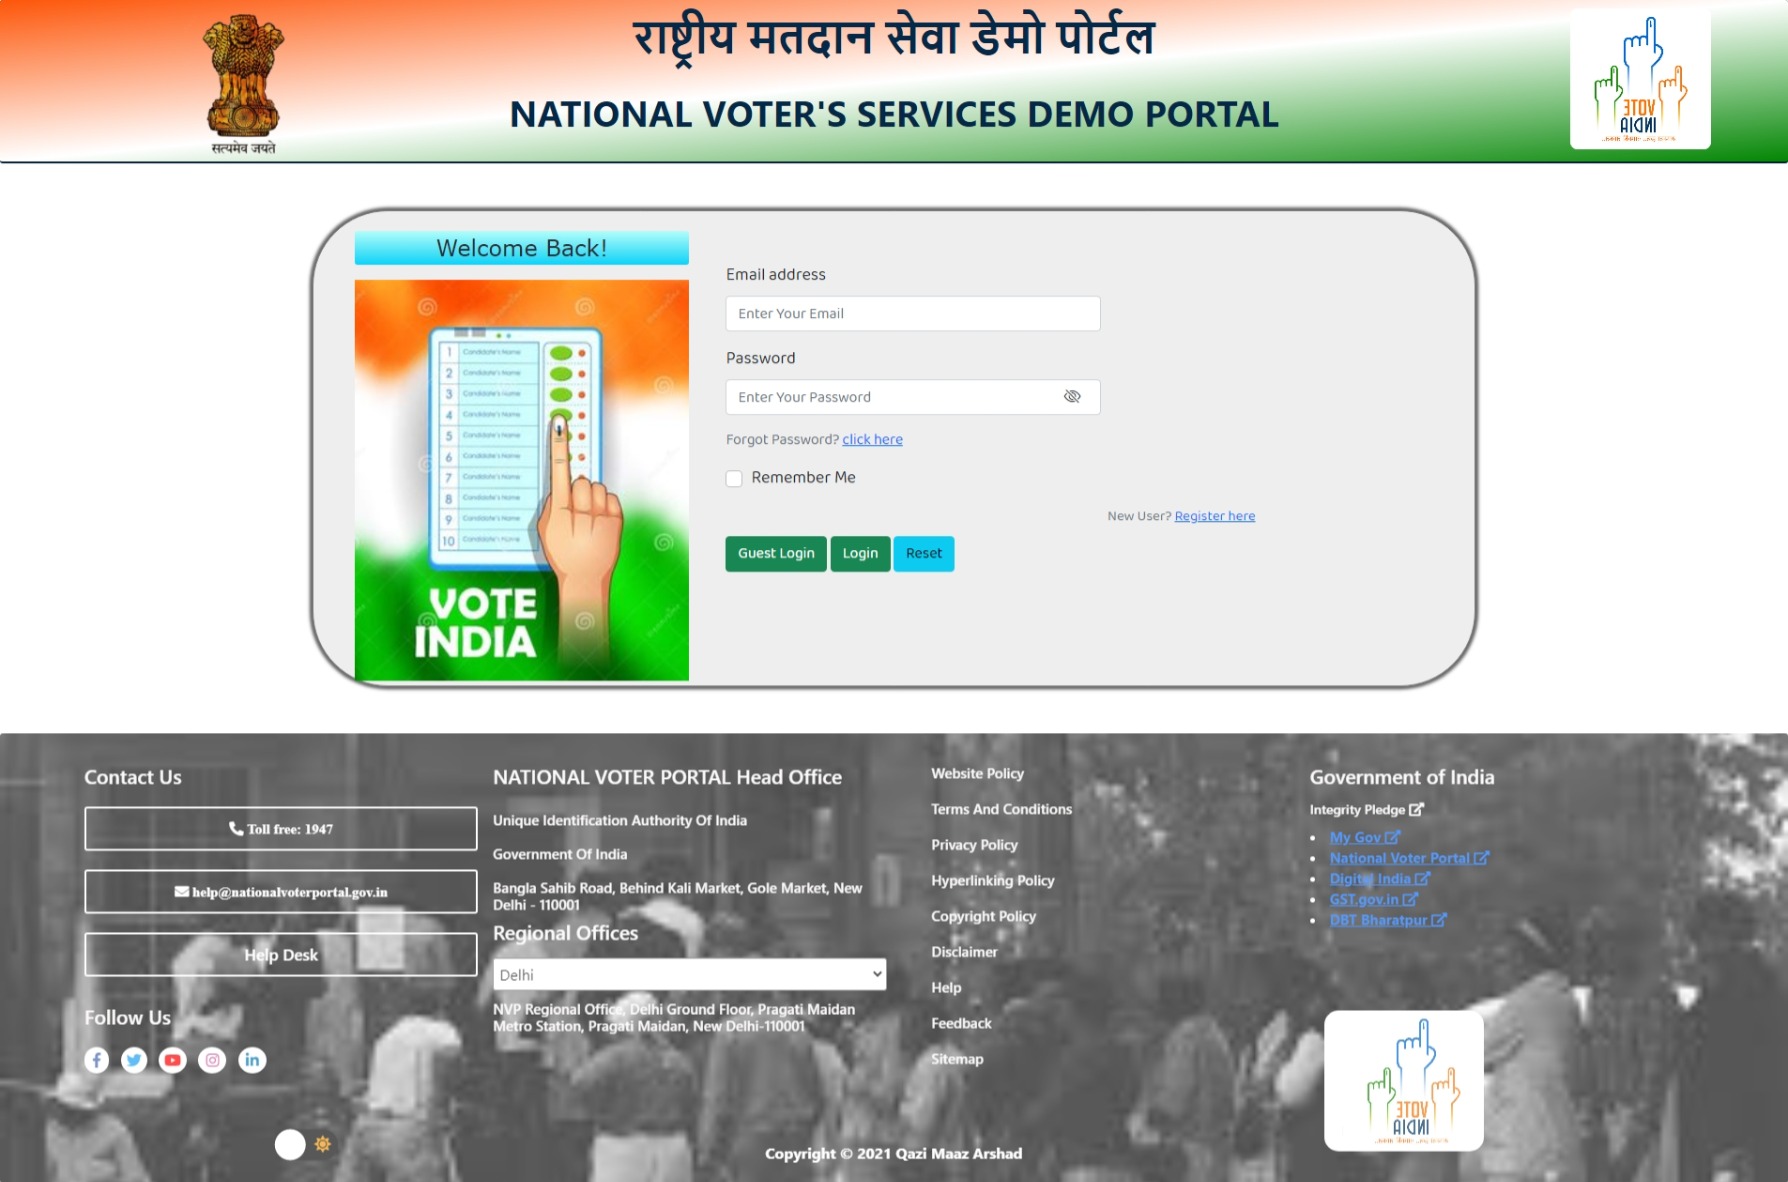 राष्ट्रीय मतदान सेवा डेमो पोर्टल
NATIONAL VOTER'S SERVICES DEMO PORTAL
सत्यमेव जयते
VOTE
INDIA
Welcome Back!
1 Candidate's Name
2 Candidate's Name
3 Candidate's Name
4 Candidate's Name
5 Candidate's Name
6 Candidate's Name
7 Candidate's Name
8 Candidate's Name
9 Candidate's Name
10 Candidate's Name
VOTE
INDIA
Email address
Enter Your Email
Password
Enter Your Password
Forgot Password? click here
Remember Me
New User? Register here
Guest Login Login Reset
Contact Us
Toll free: 1947
help@nationalvoterportal.gov.in
Help Desk
Follow Us
NATIONAL VOTER PORTAL Head Office
Unique Identification Authority Of India
Government Of India
Bangla Sahib Road, Behind Kali Market, Gole Market, New
Delhi - 110001
Regional Offices
Delhi
NVP Regional Office, Delhi Ground Floor, Pragati Maidan
Metro Station, Pragati Maidan, New Delhi-110001
Website Policy
Terms And Conditions
Privacy Policy
Hyperlinking Policy
Copyright Policy
Disclaimer
Help
Feedback
Sitemap
Government of India
Integrity Pledge
My Gov
National Voter Portal
Digital India
GST.gov.in
DBT Bharatpur
VOTE
INDIA
Copyright © 2021 Qazi Maaz Arshad